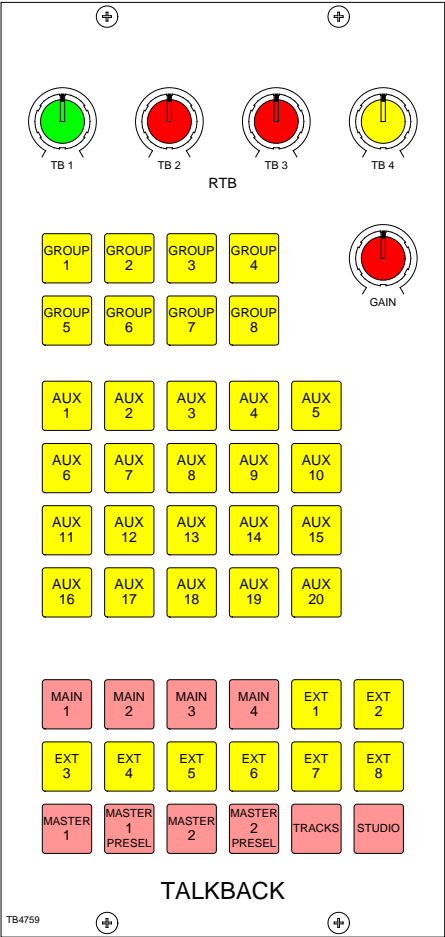 TB 1 TB 2 TB 3 TB 4
RTB
GAIN
GROUP GROUP GROUP GROUP
1 2 3 4
GROUP GROUP GROUP GROUP
5 6 7 8
AUX AUX AUX AUX AUX
1 2 3 4 5
AUX AUX AUX AUX AUX
6 7 8 9 10
AUX AUX AUX AUX AUX
11 12 13 14 15
AUX AUX AUX AUX AUX
16 17 18 19 20
MAIN MAIN MAIN MAIN EXT EXT
1 2 3 4 1 2
EXT EXT EXT EXT EXT EXT
3 4 5 6 7 8
MASTER
1
MASTER
1
PRESEL
MASTER
2
MASTER
2
PRESEL
TRACKS
STUDIO
TALKBACK
TB4759